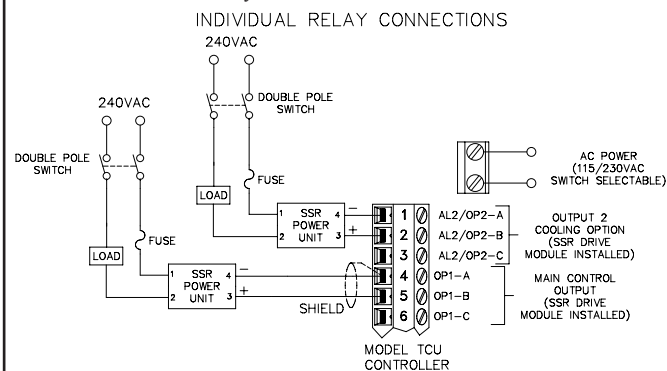 INDIVIDUAL RELAY CONNECTIONS
240VAC
DOUBLE POLE
SWITCH
240VAC
DOUBLE POLE
SWITCH
AC POWER
(115/230VAC
SWITCH SELECTABLE)
FUSE
LOAD
1 SSR 4 −
POWER
2 UNIT 3 +
1 AL2/OP2-A
2 AL2/OP2-B
3 AL2/OP2-C
OUTPUT 2
COOLING OPTION
(SSR DRIVE
MODULE INSTALLED)
FUSE
LOAD
1 SSR 4 −
POWER
2 UNIT 3 +
SHIELD
4 OP1-A
5 OP1-B
6 OP1-C
MAIN CONTROL
OUTPUT
(SSR DRIVE
MODULE INSTALLED)
MODEL TCU
CONTROLLER